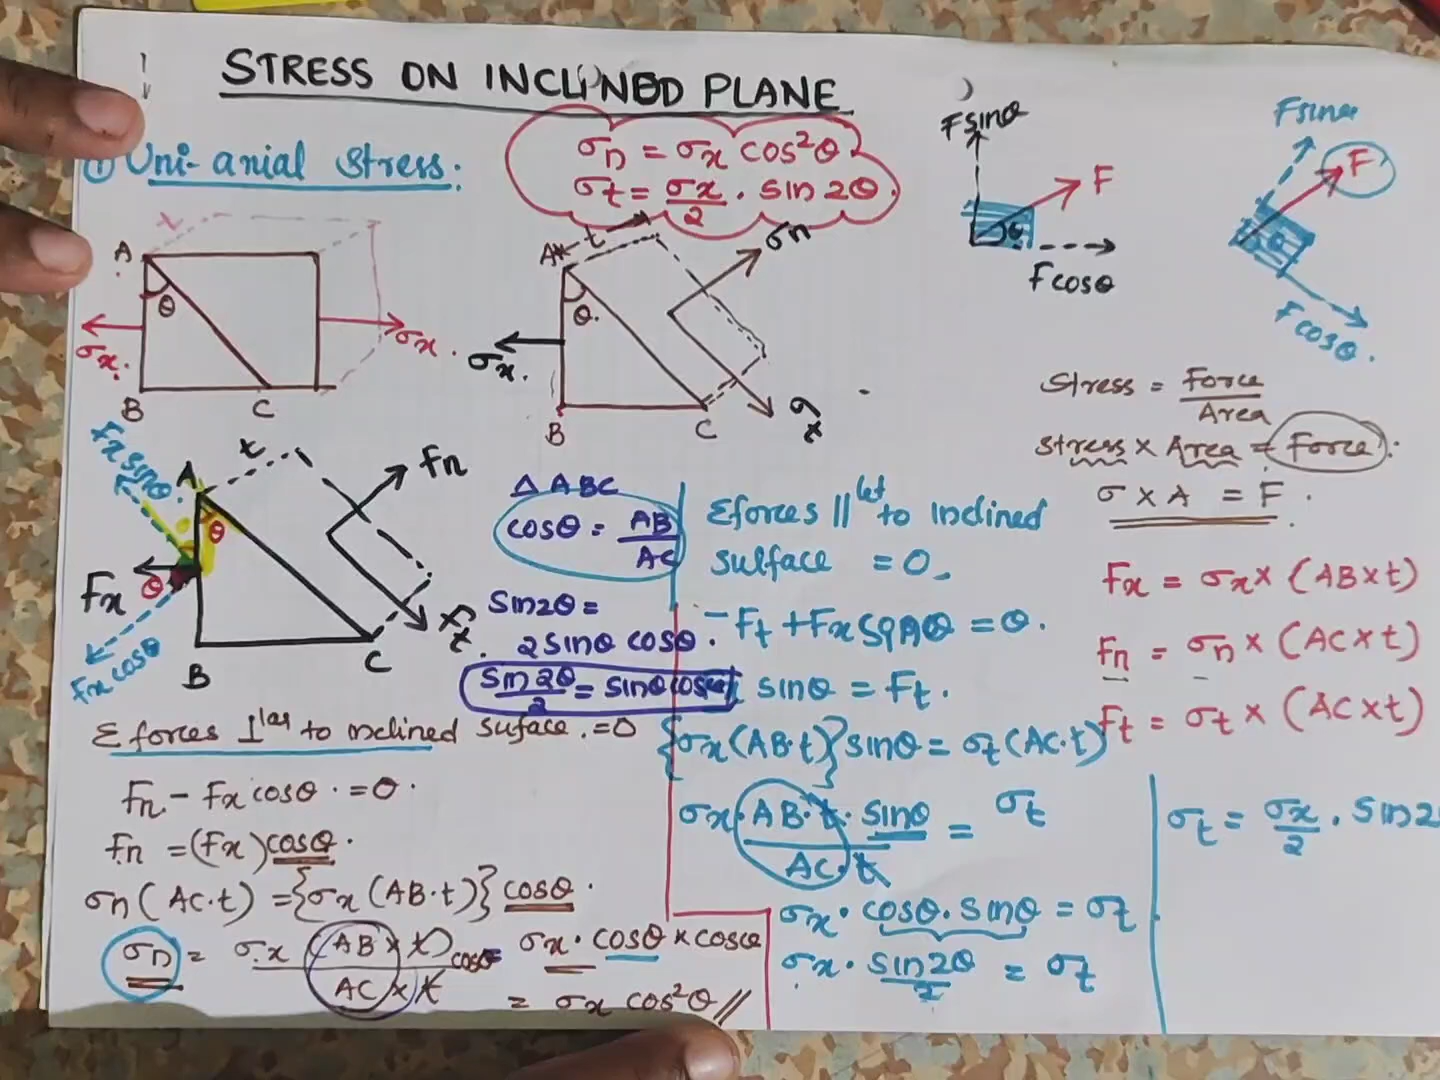 STRESS ON INCLINED PLANE
① Uni-axial Stress.
σn = σx cos²θ
σt = σx/2 . sin 2θ.
Fsinθ
F
θ
Fcosθ
F
θ
Fcosθ.
t
A
θ
σx.
σx.
B
C
A
t
σn
θ.
σx.
B
C
Stress = Force/Area
stress × Area = Force.
σ × A = F.
Fx = σx × (AB × t)
Fn = σn × (AC × t)
Ft = σt × (AC × t)
Fx sinθ.
t
Fn
A
θ
Fx
θ
Fx cosθ
B
C
Ft.
Δ ABC
cosθ = AB/AC
Sin2θ =
2 sinθ cosθ.
Sin2θ/2 = sinθ cosθ
Σ forces ⊥lar to inclined suface. = 0
Fn - Fx cosθ. = 0.
Fn = (Fx) cosθ.
σn (AC.t) = {σx (AB.t)} cosθ.
σn = σx (AB × t) cosθ / AC × t = σx . cosθ × cosθ
= σx cos²θ //
Σforces ||lel to inclined
surface = 0.
-Ft + Fx sinθ = 0.
sinθ = Ft.
{σx (AB.t)} sinθ = σt (AC.t)
σx . AB.t. sinθ / AC.t = σt
σx . cosθ. sinθ = σt
σx . sin2θ/2 = σt
σt = σx/2 . Sin2